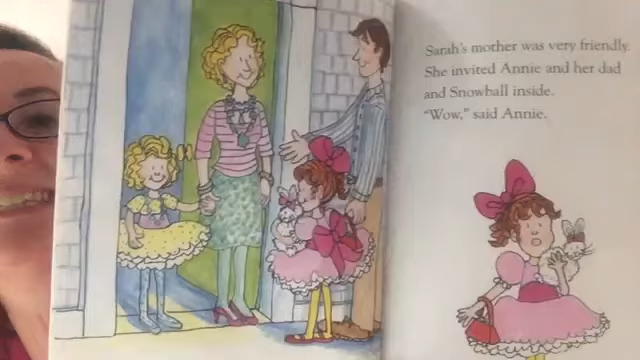 Sarah's mother was very friendly.
She invited Annie and her dad
and Snowball inside.
"Wow," said Annie.